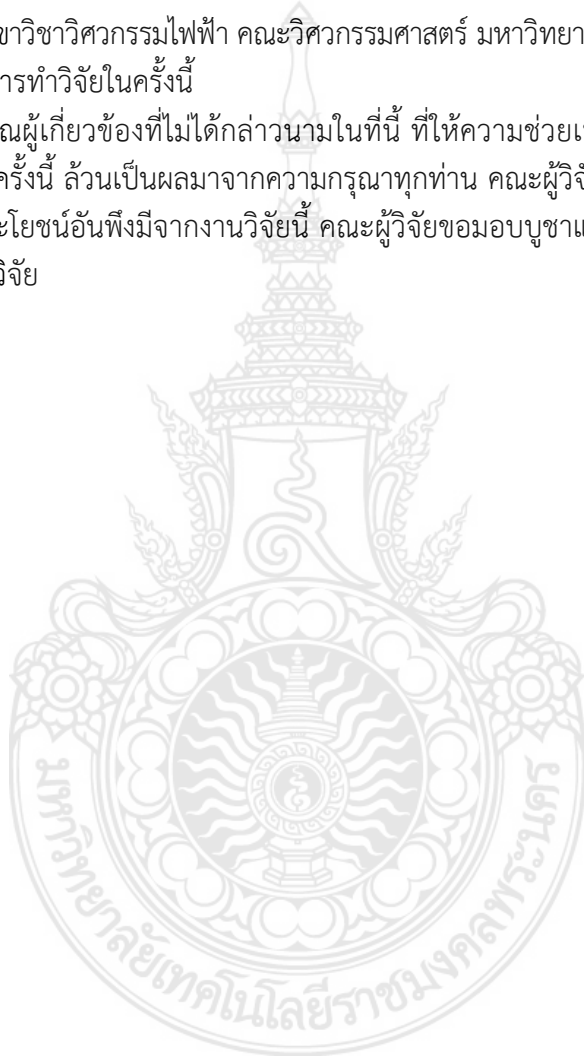 ขาวิชาวิศวกรรมไฟฟ้า คณะวิศวกรรมศาสตร์ มหาวิทยา
การทำวิจัยในครั้งนี้
ณผู้เกี่ยวข้องที่ไม่ได้กล่าวนามในที่นี้ ที่ให้ความช่วยเ
ครั้งนี้ ล้วนเป็นผลมาจากความกรุณาทุกท่าน คณะผู้วิจั
ะโยชน์อันพึงมีจากงานวิจัยนี้ คณะผู้วิจัยขอมอบบูชาแ
วิจัย
มหาวิทยาลัยเทคโนโลยีราชมงคลพระนคร